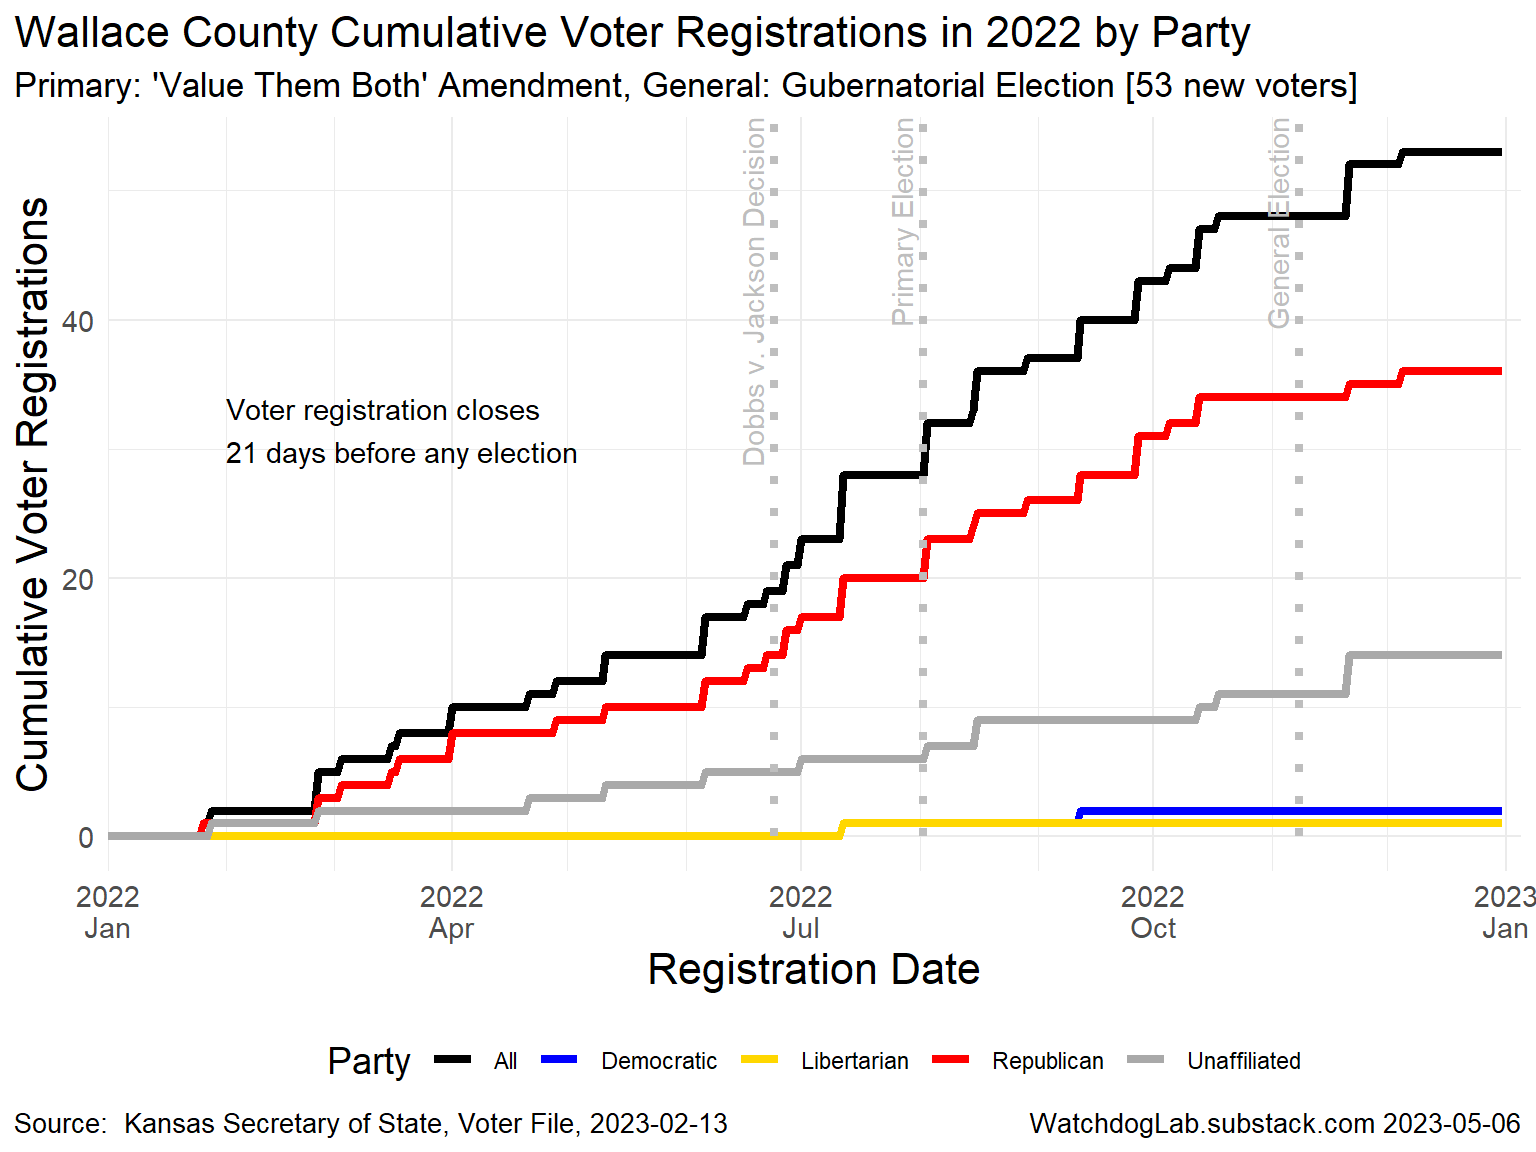 Wallace County Cumulative Voter Registrations in 2022 by Party
Primary: 'Value Them Both' Amendment, General: Gubernatorial Election [53 new voters]
Cumulative Voter Registrations
40
20
0
Voter registration closes
21 days before any election
Dobbs v. Jackson Decision
Primary Election
General Election
2022 2022 2022 2022 2023
Jan Apr Jul Oct Jan
Registration Date
Party All Democratic Libertarian Republican Unaffiliated
Source:  Kansas Secretary of State, Voter File, 2023-02-13
WatchdogLab.substack.com 2023-05-06